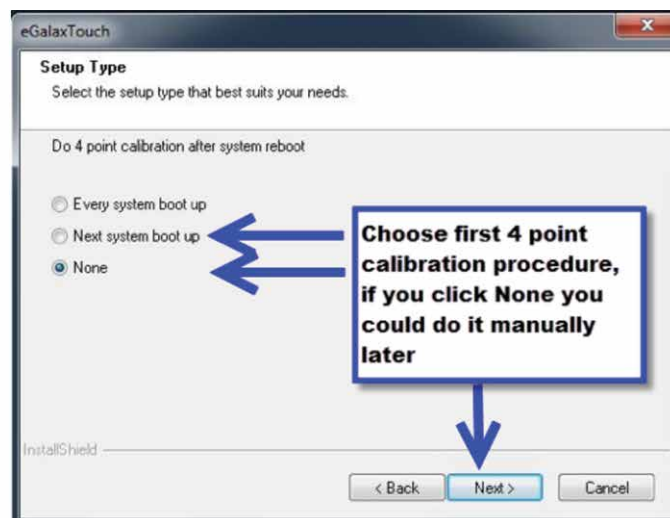 eGalaxTouch
Setup Type
Select the setup type that best suits your needs.
Do 4 point calibration after system reboot
Every system boot up
Next system boot up
None
Choose first 4 point
calibration procedure,
if you click None you
could do it manually
later
InstallShield
< Back
Next >
Cancel